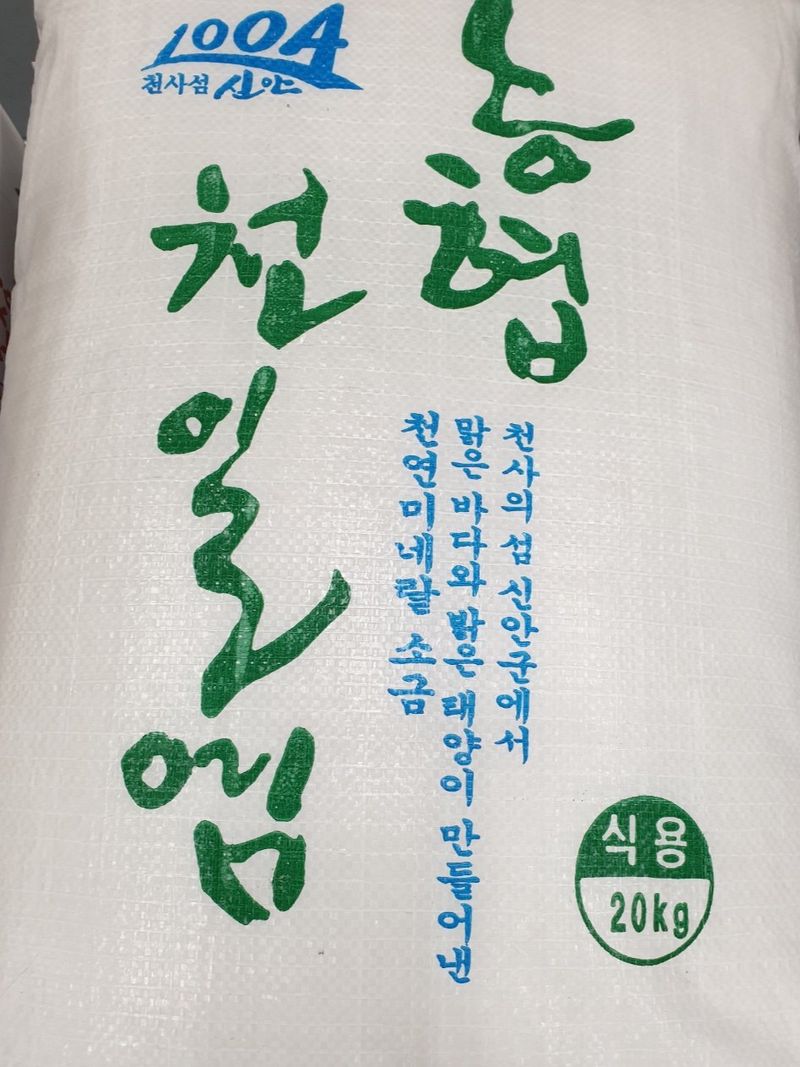 1004
천사섬 신안
농협
천일염
천사의 섬 신안군에서
맑은 바다와 밝은 태양이 만들어낸
천연미네랄 소금
식용
20kg